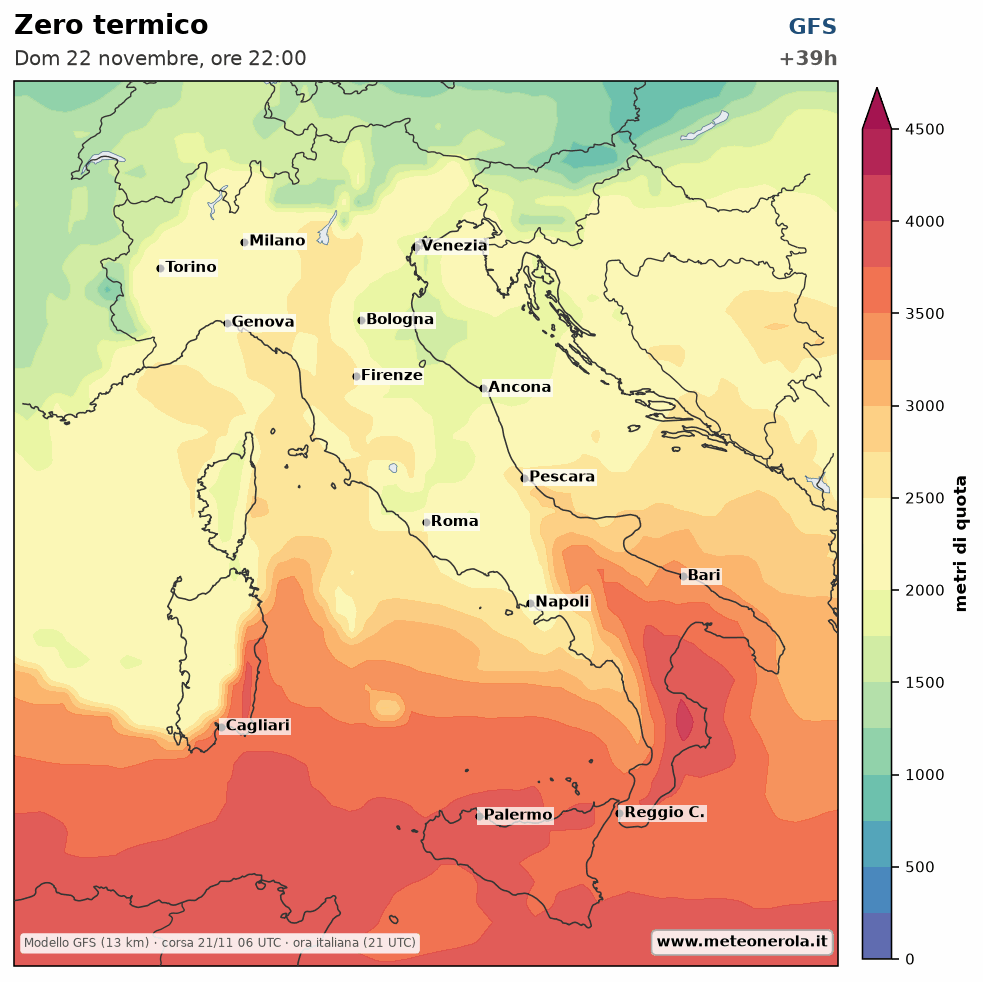 Zero termico
GFS
Dom 22 novembre, ore 22:00
+39h
Milano
Venezia
Torino
Genova
Bologna
Firenze
Ancona
Pescara
Roma
Bari
Napoli
Cagliari
Palermo
Reggio C.
4500
4000
3500
3000
2500
2000
1500
1000
500
0
metri di quota
Modello GFS (13 km) · corsa 21/11 06 UTC · ora italiana (21 UTC)
www.meteonerola.it